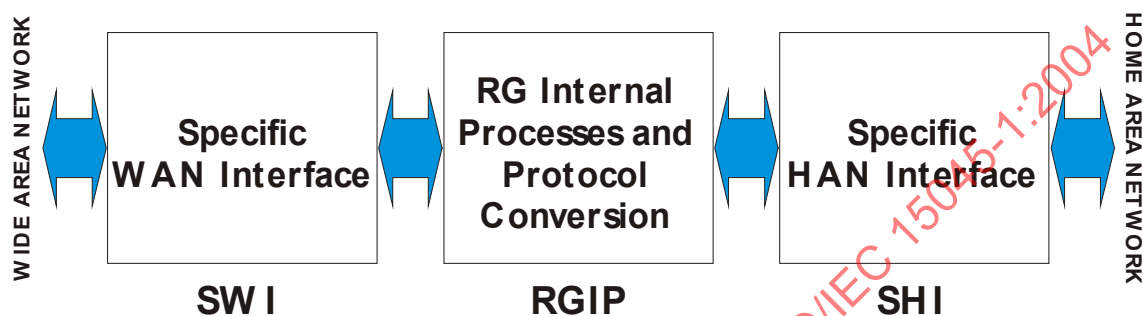 WIDE AREA NETWORK
Specific
WAN Interface
SWI
RG Internal
Processes and
Protocol
Conversion
RGIP
Specific
HAN Interface
SHI
HOME AREA NETWORK
/IEC 15045-1:2004